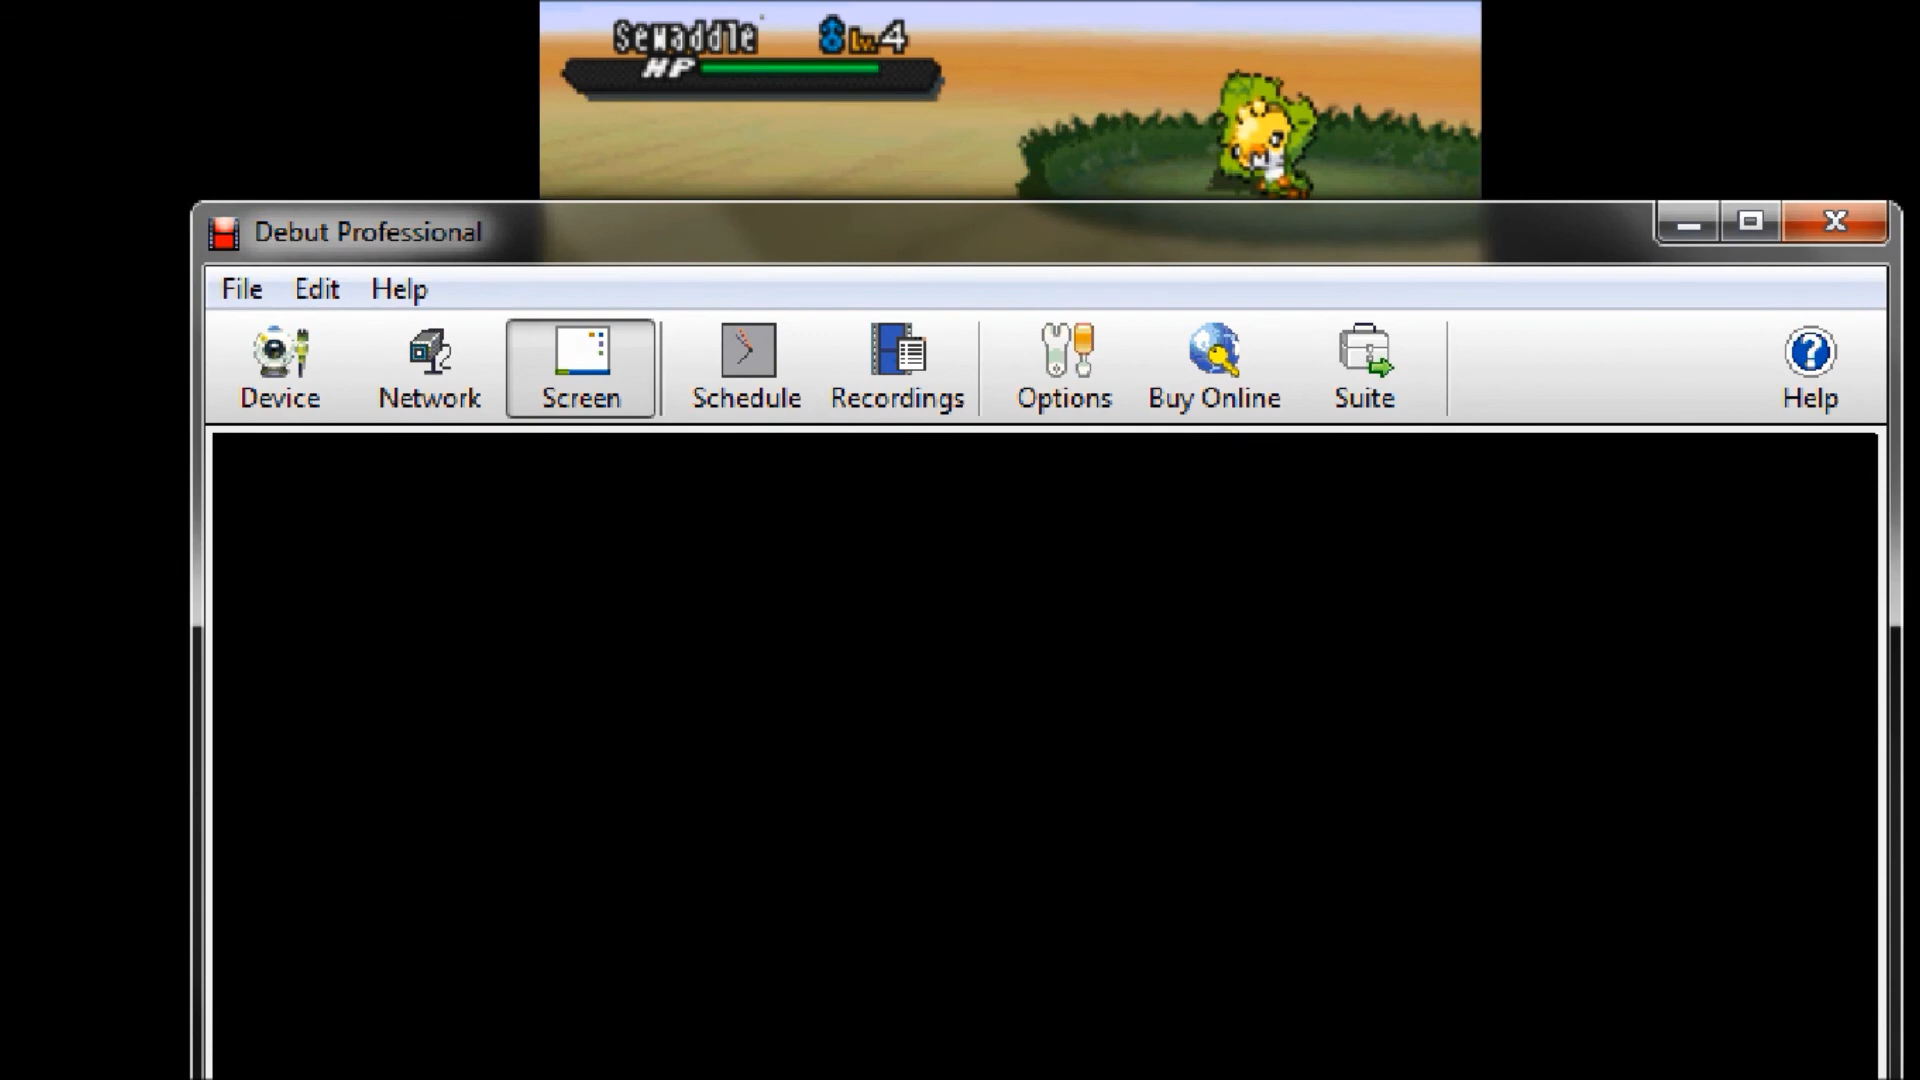 Sewaddle ♂ Lv.4
HP
Debut Professional
File Edit Help
Device Network Screen Schedule Recordings Options Buy Online Suite Help